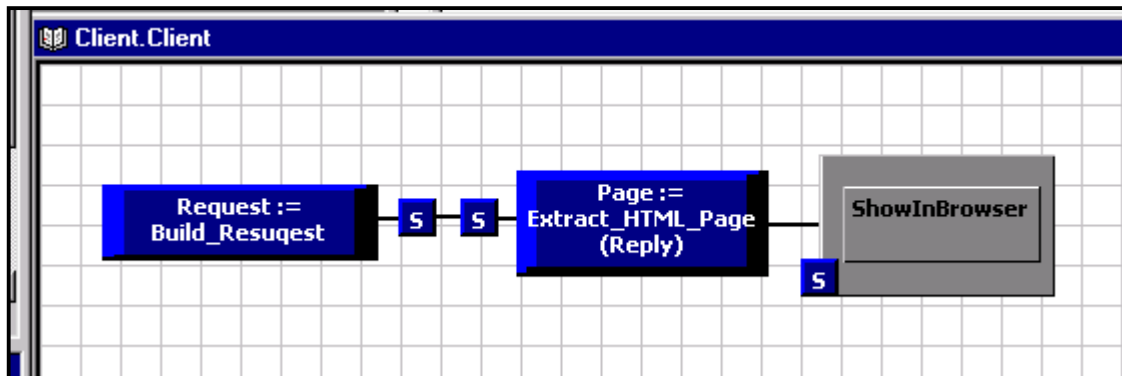 Client.Client
Request :=
Build_Resuqest
S
S
Page :=
Extract_HTML_Page
(Reply)
ShowInBrowser
S